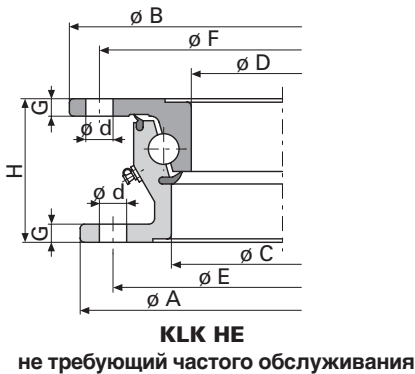 ø B
ø F
ø D
G
ø d
H
ø d
G
ø C
ø E
ø A
KLK HE
не требующий частого обслуживания